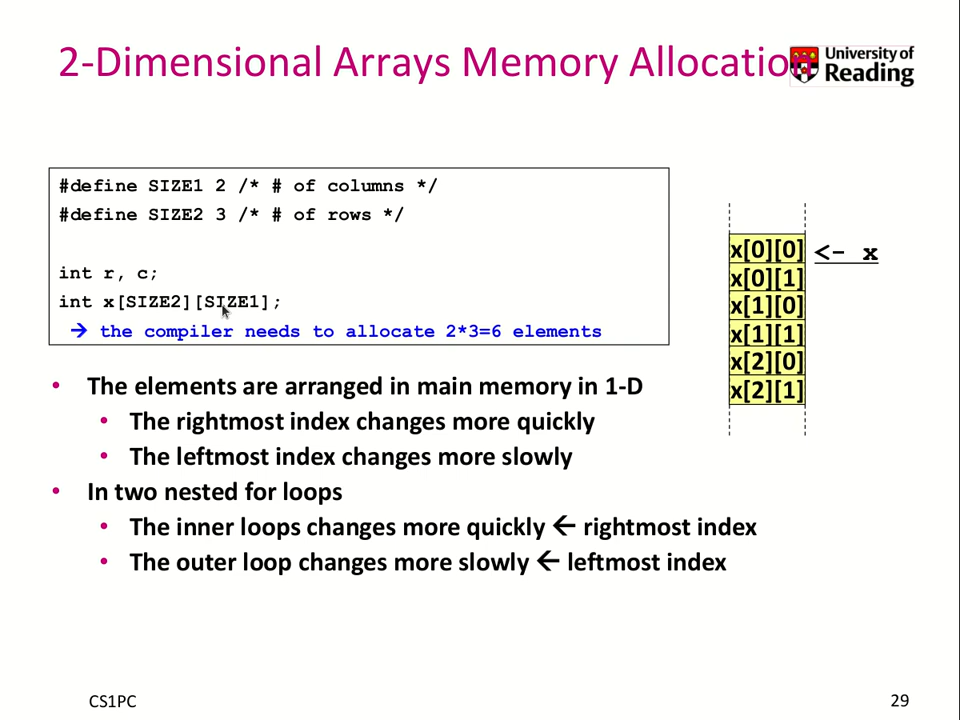 2-Dimensional Arrays Memory Allocation
University of
Reading
#define SIZE1 2 /* # of columns */
#define SIZE2 3 /* # of rows */
int r, c;
int x[SIZE2][SIZE1];
→ the compiler needs to allocate 2*3=6 elements
x[0][0] <- x
x[0][1]
x[1][0]
x[1][1]
x[2][0]
x[2][1]
• The elements are arranged in main memory in 1-D
• The rightmost index changes more quickly
• The leftmost index changes more slowly
• In two nested for loops
• The inner loops changes more quickly ← rightmost index
• The outer loop changes more slowly ← leftmost index
CS1PC
29